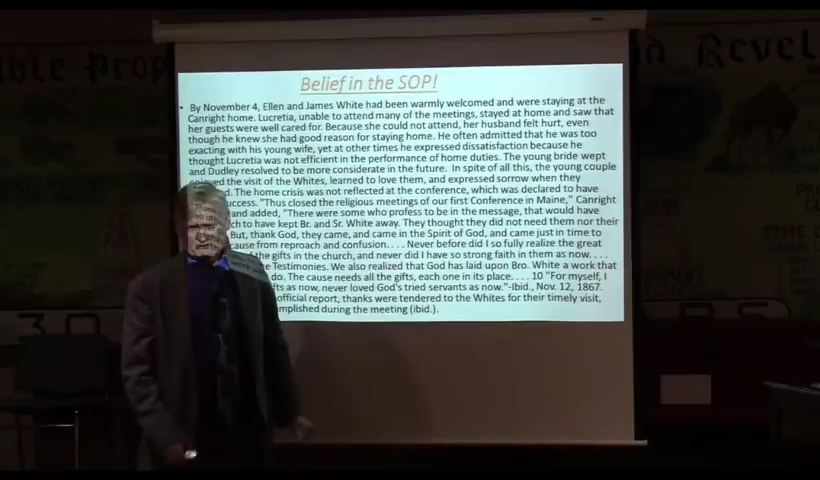 ble Prop
d Revel
Belief in the SOP!
• By November 4, Ellen and James White had been warmly welcomed and were staying at the
Canright home. Lucretia, unable to attend many of the meetings, stayed at home and saw that
her guests were well cared for. Because she could not attend, her husband felt hurt, even
though he knew she had good reason for staying home. He often admitted that he was too
exacting with his young wife, yet at other times he expressed dissatisfaction because he
thought Lucretia was not efficient in the performance of home duties. The young bride wept
and Dudley resolved to be more considerate in the future. In spite of all this, the young couple
enjoyed the visit of the Whites, learned to love them, and expressed sorrow when they
d. The home crisis was not reflected at the conference, which was declared to have
uccess. "Thus closed the religious meetings of our first Conference in Maine," Canright
and added, "There were some who profess to be in the message, that would have
ch to have kept Br. and Sr. White away. They thought they did not need them nor their
But, thank God, they came, and came in the Spirit of God, and came just in time to
cause from reproach and confusion. . . . Never before did I so fully realize the great
the gifts in the church, and never did I have so strong faith in them as now. . . .
e Testimonies. We also realized that God has laid upon Bro. White a work that
do. The cause needs all the gifts, each one in its place. . . . 10 "For myself, I
fts as now, never loved God's tried servants as now."-Ibid., Nov. 12, 1867.
official report, thanks were tendered to the Whites for their timely visit,
mplished during the meeting (ibid.).